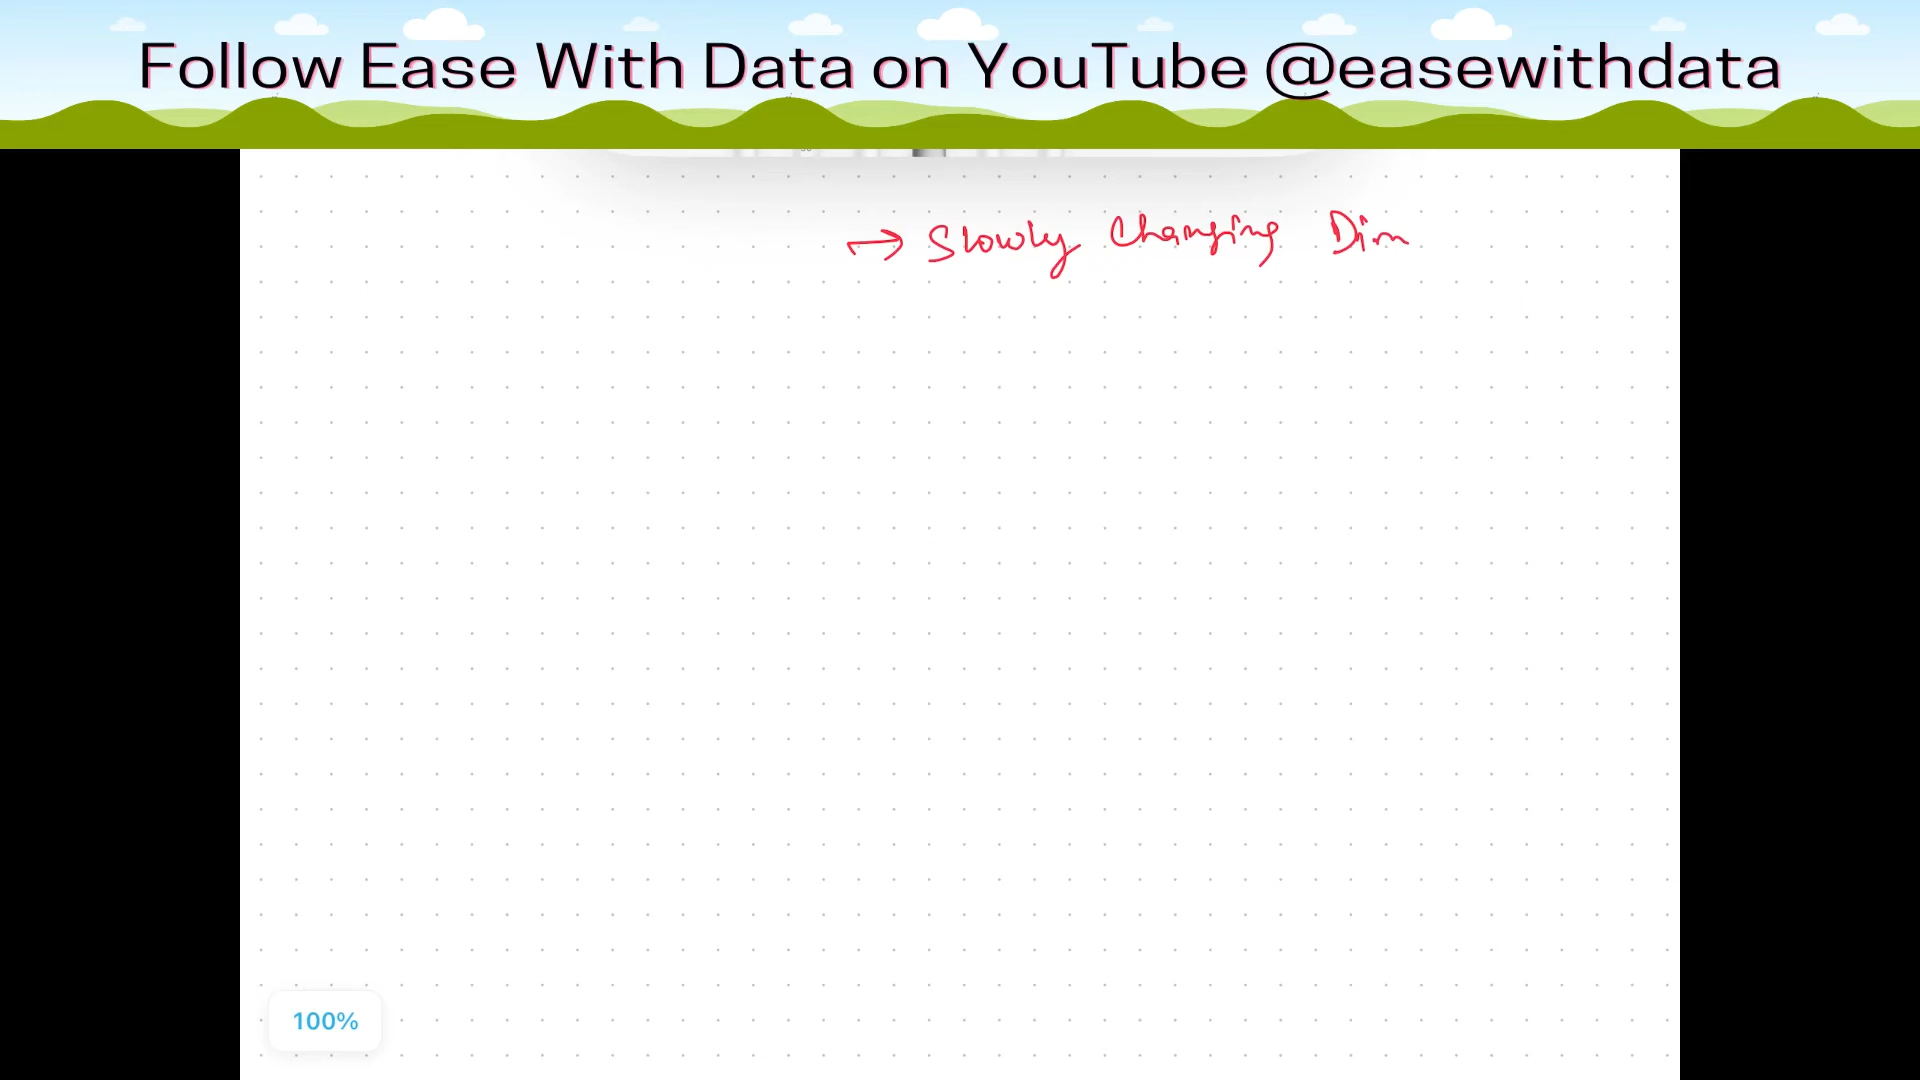 Follow Ease With Data on YouTube @easewithdata
→ Slowly Changing Dim
100%